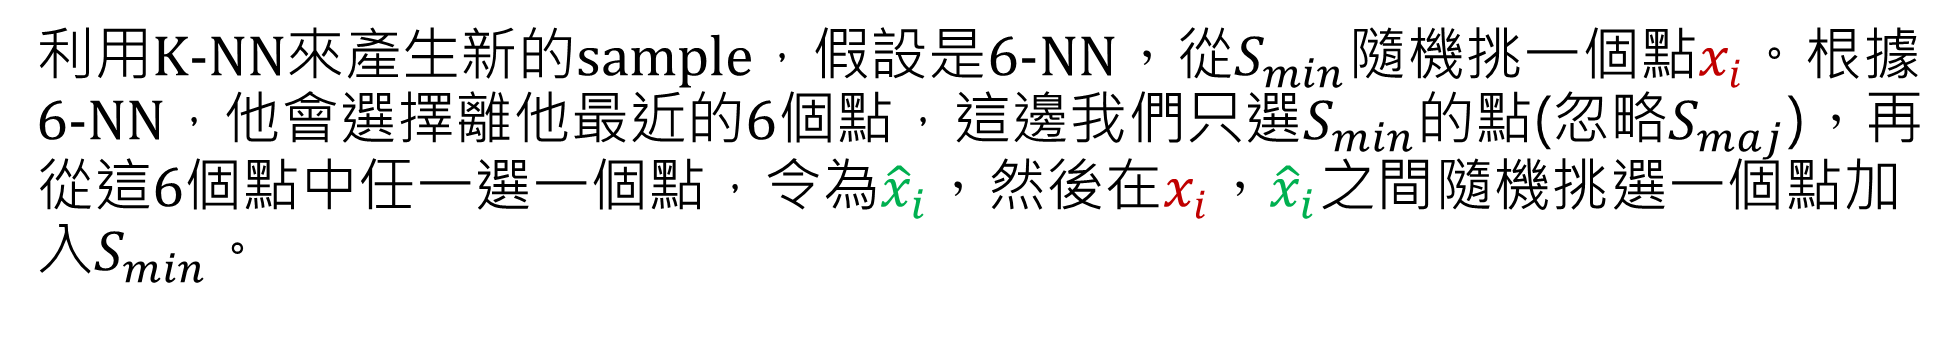 利用K-NN來產生新的sample，假設是6-NN，從S_min隨機挑一個點x_i。根據
6-NN，他會選擇離他最近的6個點，這邊我們只選S_min的點(忽略S_maj)，再
從這6個點中任一選一個點，令為x̂_i，然後在x_i，x̂_i之間隨機挑選一個點加
入S_min。